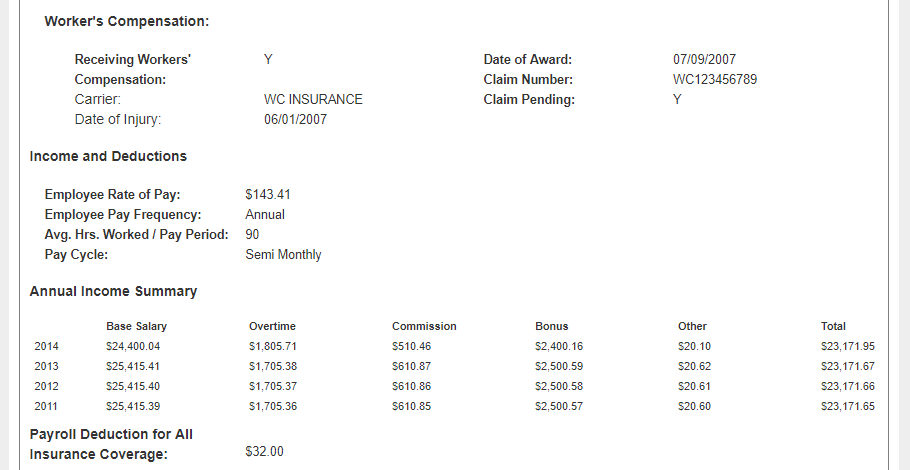 Worker's Compensation:
Receiving Workers' Y Date of Award: 07/09/2007
Compensation: Claim Number: WC123456789
Carrier: WC INSURANCE Claim Pending: Y
Date of Injury: 06/01/2007
Income and Deductions
Employee Rate of Pay: $143.41
Employee Pay Frequency: Annual
Avg. Hrs. Worked / Pay Period: 90
Pay Cycle: Semi Monthly
Annual Income Summary
Base Salary Overtime Commission Bonus Other Total
2014 $24,400.04 $1,805.71 $510.46 $2,400.16 $20.10 $23,171.95
2013 $25,415.41 $1,705.38 $610.87 $2,500.59 $20.62 $23,171.67
2012 $25,415.40 $1,705.37 $610.86 $2,500.58 $20.61 $23,171.66
2011 $25,415.39 $1,705.36 $610.85 $2,500.57 $20.60 $23,171.65
Payroll Deduction for All
Insurance Coverage: $32.00